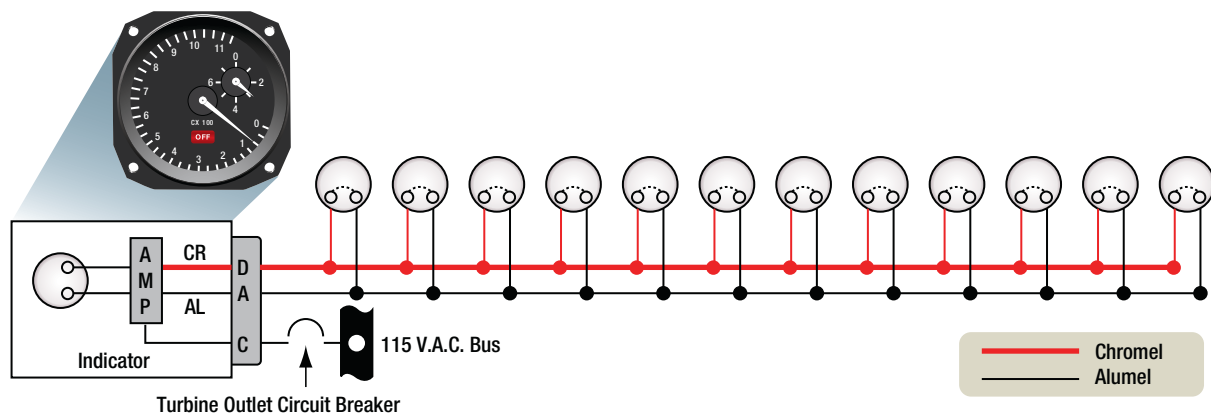 11
10
9
8
7
6
5
4
3
2
1
0
0
2
4
6
CX 100
OFF
AMP
CR
AL
D
A
C
Indicator
115 V.A.C. Bus
Turbine Outlet Circuit Breaker
Chromel
Alumel